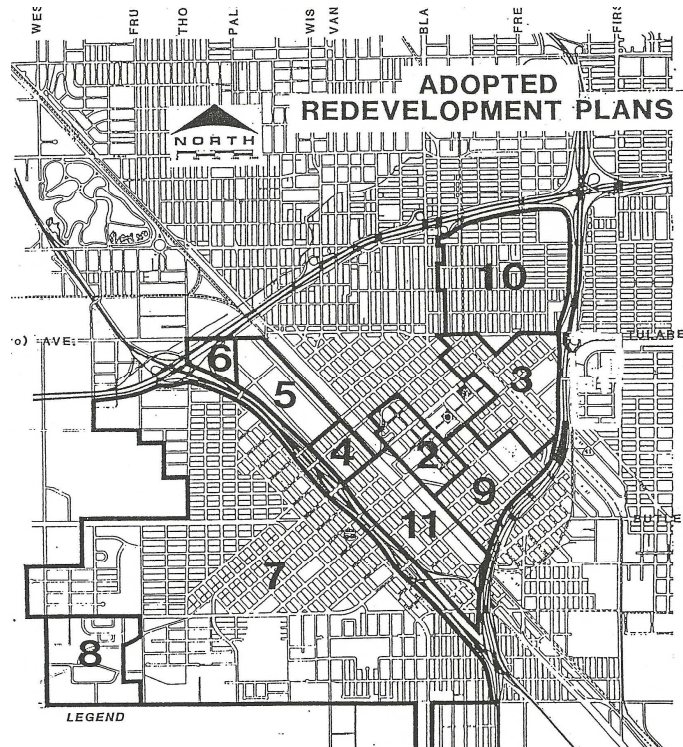 WES
FRU
THO
PAL
WIS
VAN
BLA
FRE
FIRS
ADOPTED
REDEVELOPMENT PLANS
NORTH
10
o) AVE.
TULARE
6
5
3
4
2
9
11
7
8
LEGEND